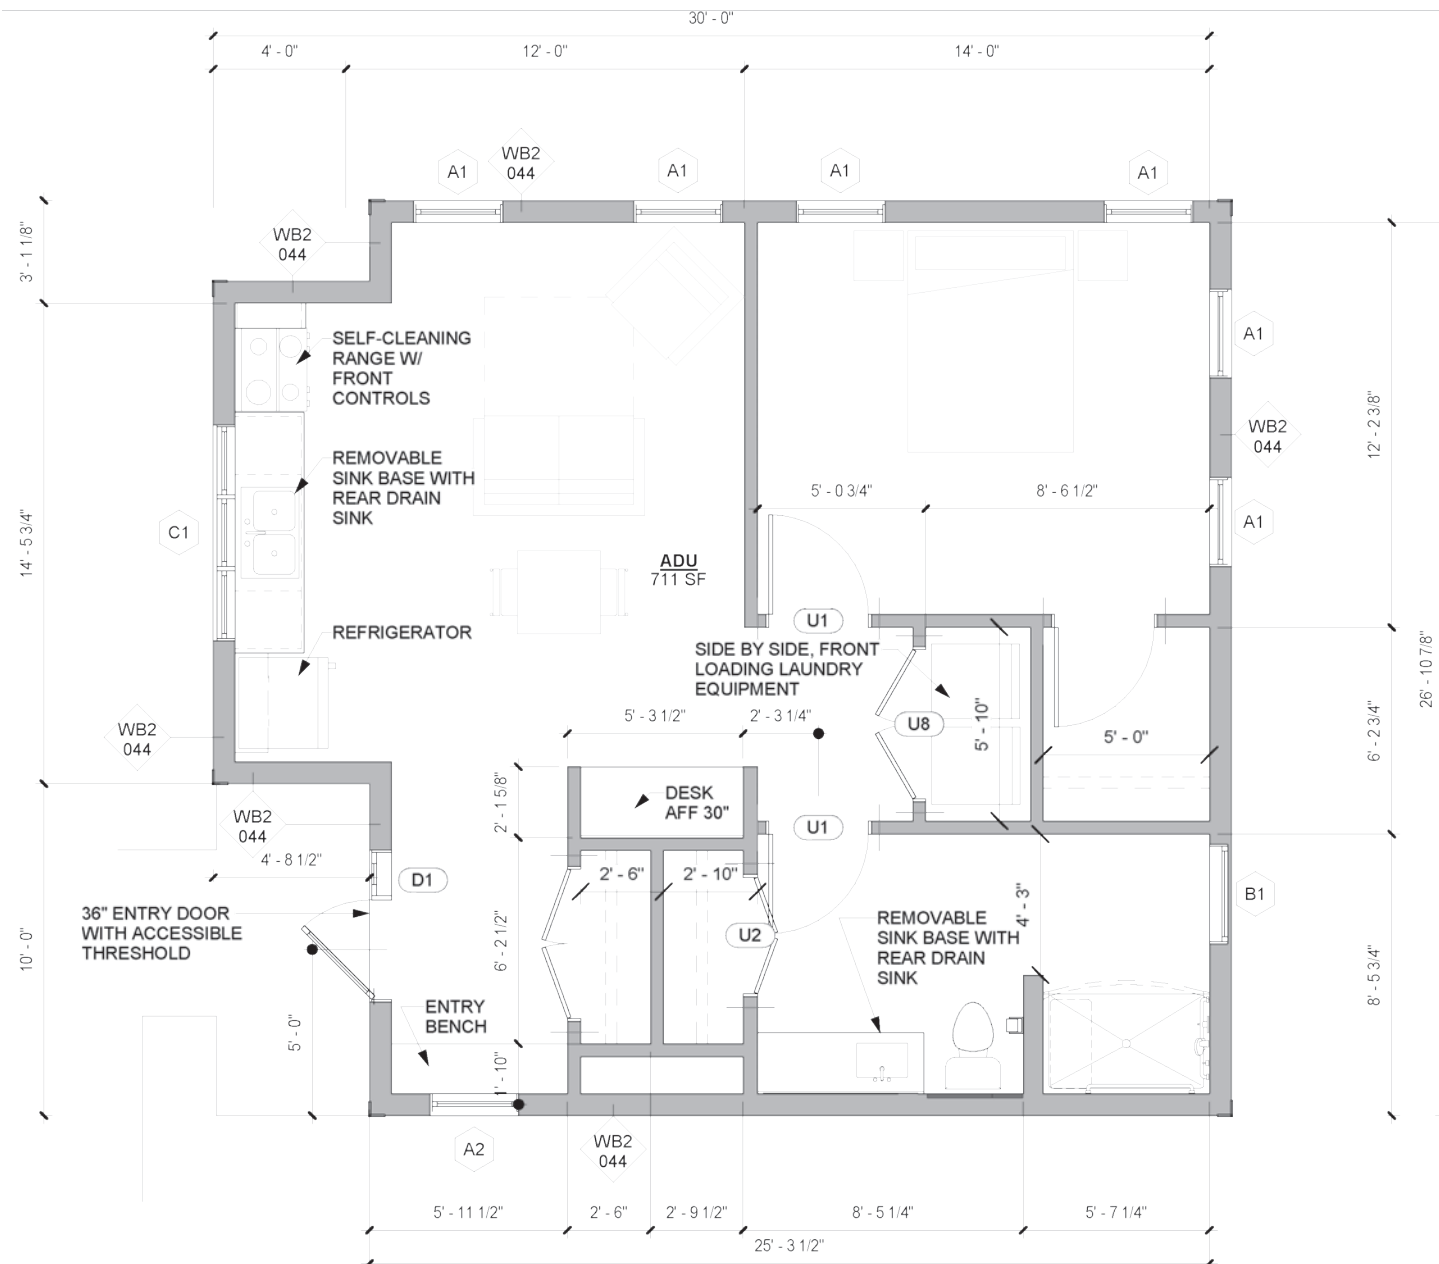 30' - 0"
4' - 0"
12' - 0"
14' - 0"
WB2
044
A1
A1
A1
A1
WB2
044
3' - 1 1/8"
SELF-CLEANING
RANGE W/
FRONT
CONTROLS
A1
12' - 2 3/8"
WB2
044
REMOVABLE
SINK BASE WITH
REAR DRAIN
SINK
5' - 0 3/4"
8' - 6 1/2"
C1
14' - 5 3/4"
A1
ADU
711 SF
U1
REFRIGERATOR
SIDE BY SIDE, FRONT
LOADING LAUNDRY
EQUIPMENT
26' - 10 7/8"
WB2
044
5' - 3 1/2"
2' - 3 1/4"
U8
5' - 10"
5' - 0"
6' - 2 3/4"
2' - 1 5/8"
DESK
AFF 30"
WB2
044
U1
4' - 8 1/2"
D1
2' - 6"
2' - 10"
4' - 3"
B1
36" ENTRY DOOR
WITH ACCESSIBLE
THRESHOLD
10' - 0"
6' - 2 1/2"
U2
REMOVABLE
SINK BASE WITH
REAR DRAIN
SINK
8' - 5 3/4"
5' - 0"
ENTRY
BENCH
1' - 10"
A2
WB2
044
5' - 11 1/2"
2' - 6"
2' - 9 1/2"
8' - 5 1/4"
5' - 7 1/4"
25' - 3 1/2"